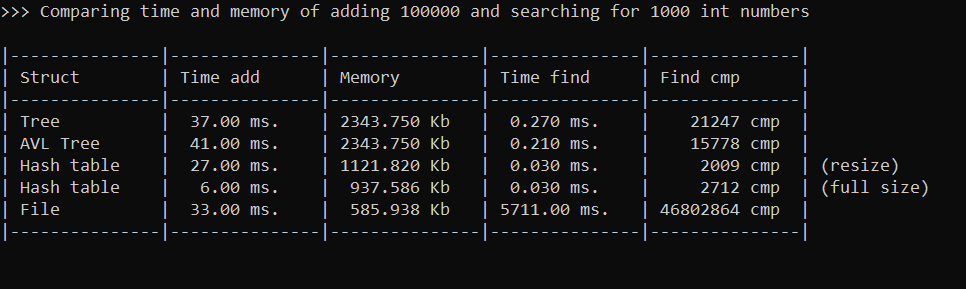 >>> Comparing time and memory of adding 100000 and searching for 1000 int numbers
|---------------|---------------|---------------|---------------|---------------|
| Struct | Time add | Memory | Time find | Find cmp |
|---------------|---------------|---------------|---------------|---------------|
| Tree | 37.00 ms. | 2343.750 Kb | 0.270 ms. | 21247 cmp |
| AVL Tree | 41.00 ms. | 2343.750 Kb | 0.210 ms. | 15778 cmp |
| Hash table | 27.00 ms. | 1121.820 Kb | 0.030 ms. | 2009 cmp | (resize)
| Hash table | 6.00 ms. | 937.586 Kb | 0.030 ms. | 2712 cmp | (full size)
| File | 33.00 ms. | 585.938 Kb | 5711.00 ms. | 46802864 cmp |
|---------------|---------------|---------------|---------------|---------------|